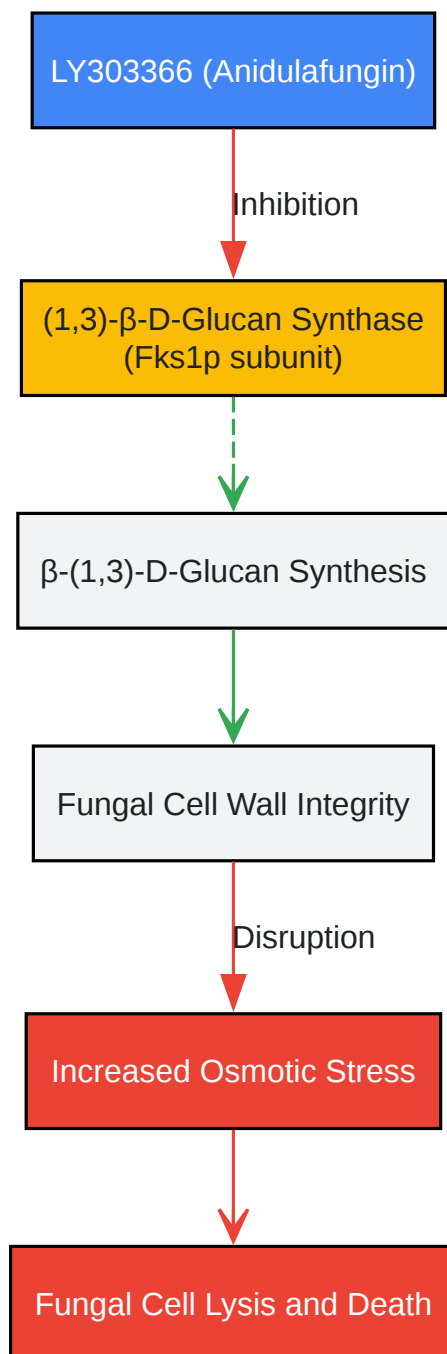 LY303366 (Anidulafungin)
Inhibition
(1,3)-β-D-Glucan Synthase
(Fks1p subunit)
β-(1,3)-D-Glucan Synthesis
Fungal Cell Wall Integrity
Disruption
Increased Osmotic Stress
Fungal Cell Lysis and Death